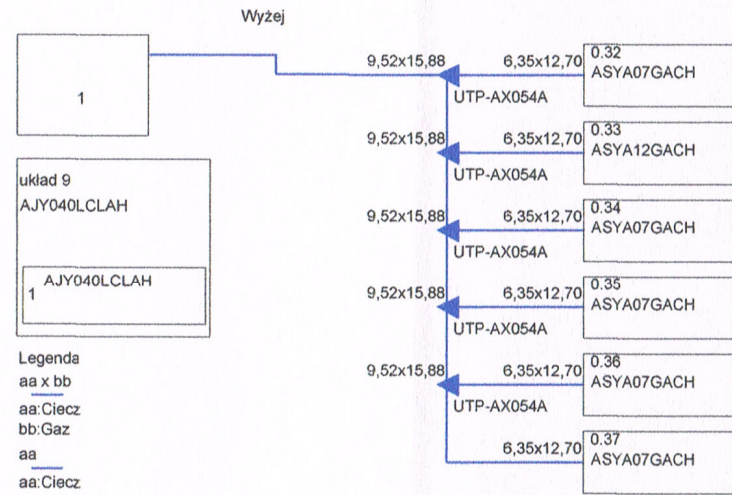 Wyżej
1
9,52x15,88
6,35x12,70
0.32
ASYA07GACH
UTP-AX054A
9,52x15,88
6,35x12,70
0.33
ASYA12GACH
UTP-AX054A
9,52x15,88
6,35x12,70
0.34
ASYA07GACH
UTP-AX054A
9,52x15,88
6,35x12,70
0.35
ASYA07GACH
UTP-AX054A
9,52x15,88
6,35x12,70
0.36
ASYA07GACH
UTP-AX054A
6,35x12,70
0.37
ASYA07GACH
układ 9
AJY040LCLAH
1
AJY040LCLAH
Legenda
aa x bb
aa:Ciecz
bb:Gaz
aa
aa:Ciecz